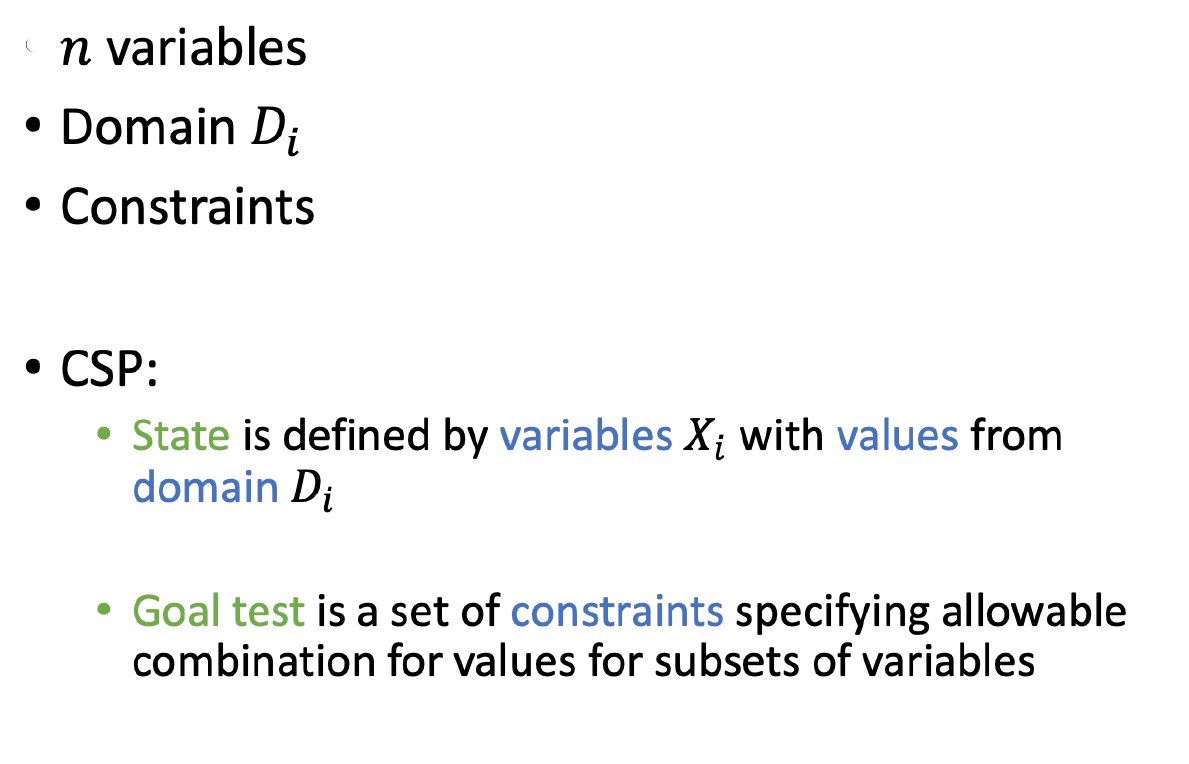 n variables
• Domain Dᵢ
• Constraints
• CSP:
• State is defined by variables Xᵢ with values from
domain Dᵢ
• Goal test is a set of constraints specifying allowable
combination for values for subsets of variables